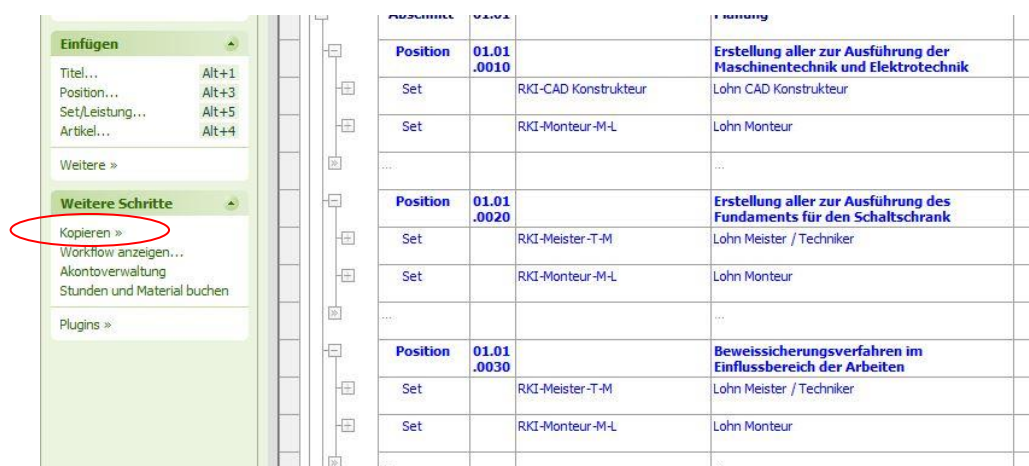 Abschnitt 01.01 Planung
Einfügen
Titel... Alt+1
Position... Alt+3
Set/Leistung... Alt+5
Artikel... Alt+4
Weitere »
Weitere Schritte
Kopieren »
Workflow anzeigen...
Akontoverwaltung
Stunden und Material buchen
Plugins »
Position 01.01 Erstellung aller zur Ausführung der
.0010 Maschinentechnik und Elektrotechnik
Set RKI-CAD Konstrukteur Lohn CAD Konstrukteur
Set RKI-Monteur-M-L Lohn Monteur
... ...
Position 01.01 Erstellung aller zur Ausführung des
.0020 Fundaments für den Schaltschrank
Set RKI-Meister-T-M Lohn Meister / Techniker
Set RKI-Monteur-M-L Lohn Monteur
... ...
Position 01.01 Beweissicherungsverfahren im
.0030 Einflussbereich der Arbeiten
Set RKI-Meister-T-M Lohn Meister / Techniker
Set RKI-Monteur-M-L Lohn Monteur